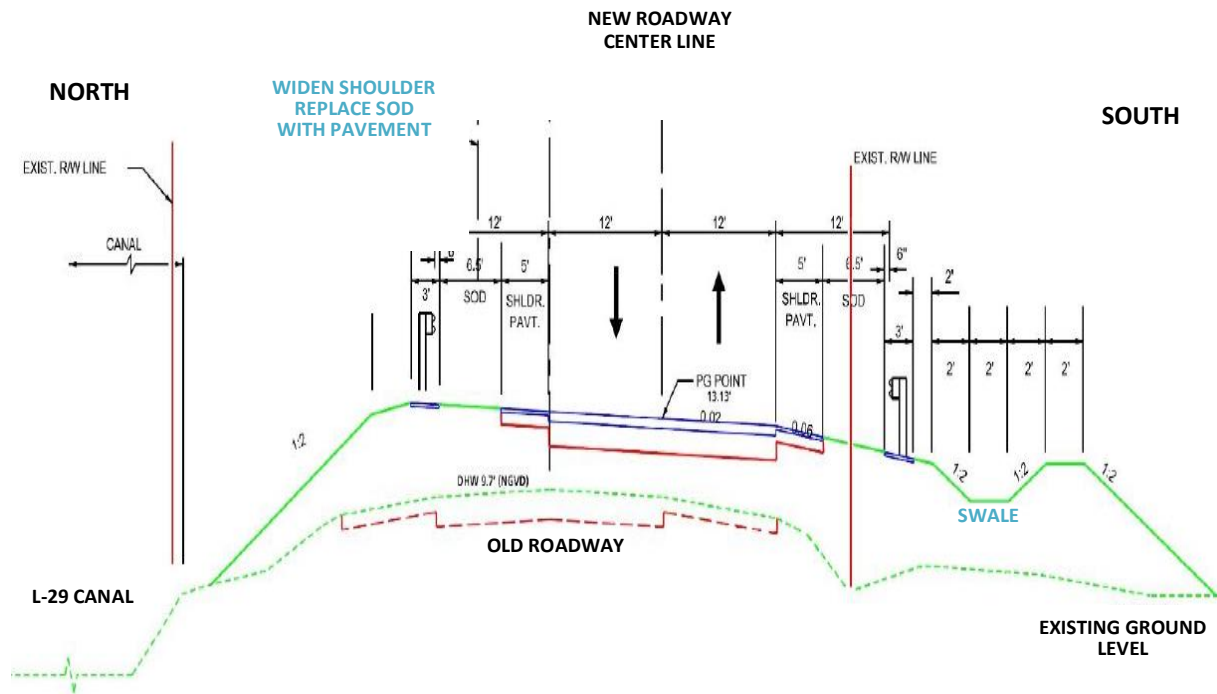 NEW ROADWAY
CENTER LINE
NORTH
WIDEN SHOULDER
REPLACE SOD
WITH PAVEMENT
SOUTH
EXIST. R/W LINE
EXIST. R/W LINE
CANAL
12'
12'
12'
12'
3'
6.5'
5'
5'
6.5'
6"
2'
SOD
SHLDR.
PAVT.
SHLDR.
PAVT.
SOD
3'
2'
2'
2'
2'
PG POINT
13.13'
0.02
0.06
1:2
1:2
1:2
1:2
DHW 9.7' (NGVD)
SWALE
OLD ROADWAY
L-29 CANAL
EXISTING GROUND
LEVEL